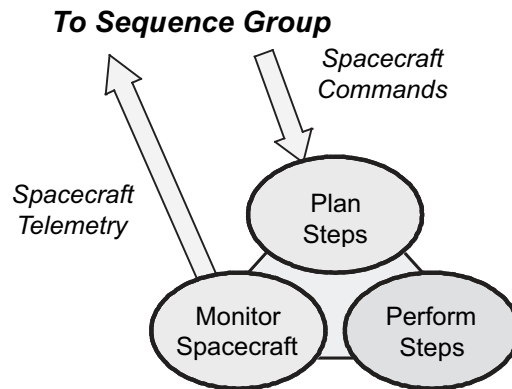 To Sequence Group
Spacecraft
Commands
Spacecraft
Telemetry
Plan
Steps
Monitor
Spacecraft
Perform
Steps